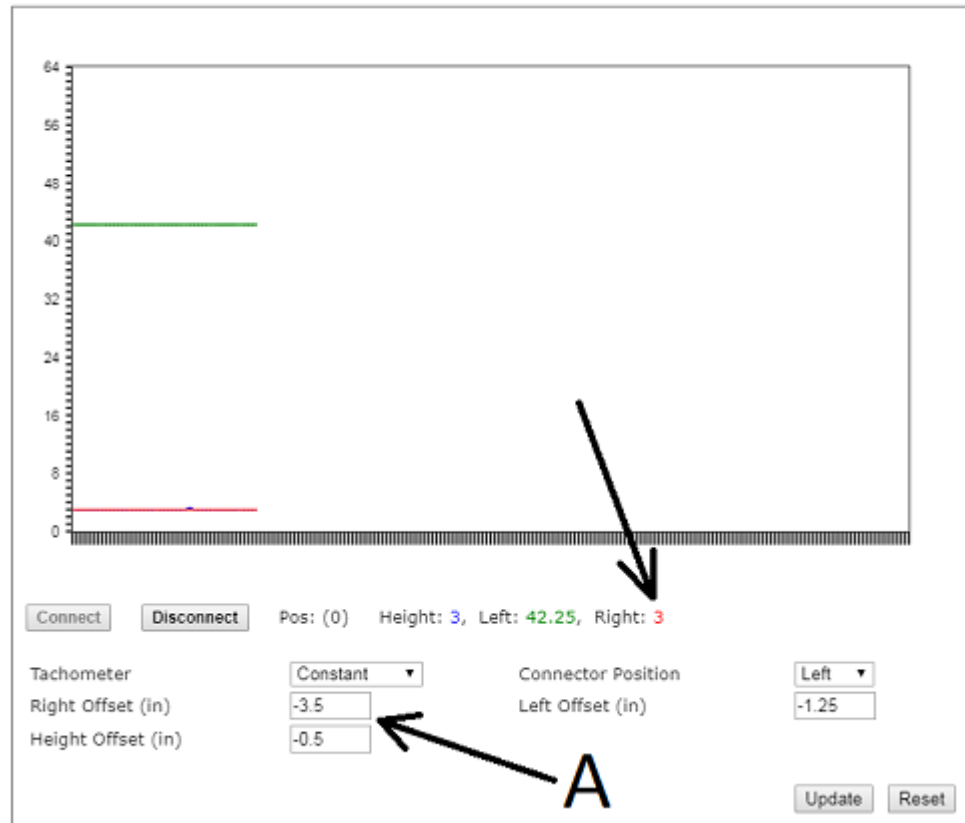 64
56
48
40
32
24
16
8
0
Connect Disconnect Pos: (0) Height: 3, Left: 42.25, Right: 3
Tachometer Constant Connector Position Left
Right Offset (in) -3.5 Left Offset (in) -1.25
Height Offset (in) -0.5
A
Update Reset